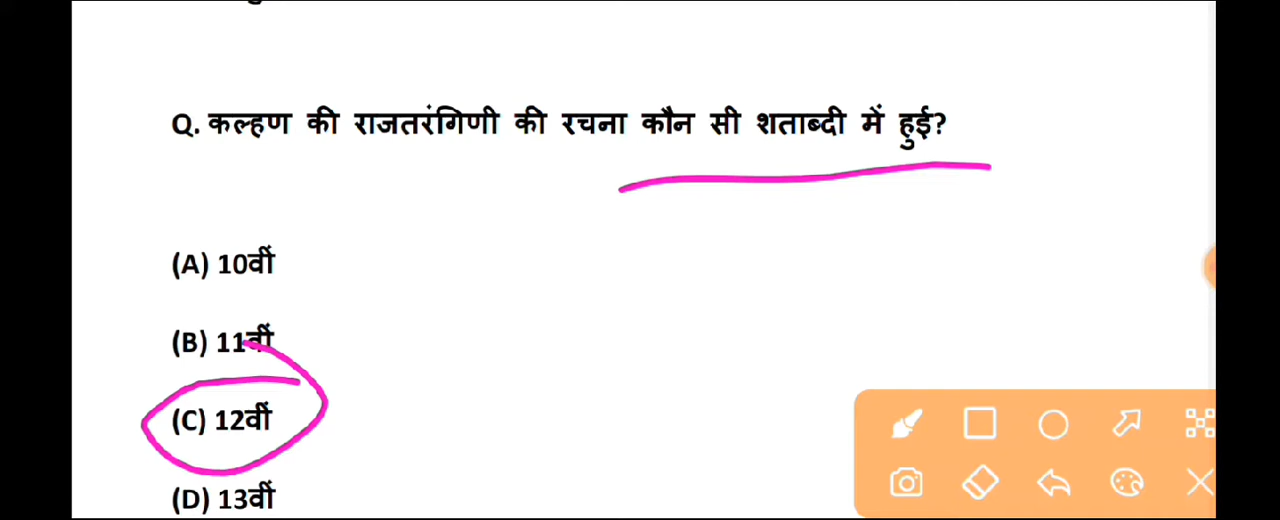 Q. कल्हण की राजतरंगिणी की रचना कौन सी शताब्दी में हुई?
(A) 10वीं
(B) 11वीं
(C) 12वीं
(D) 13वीं